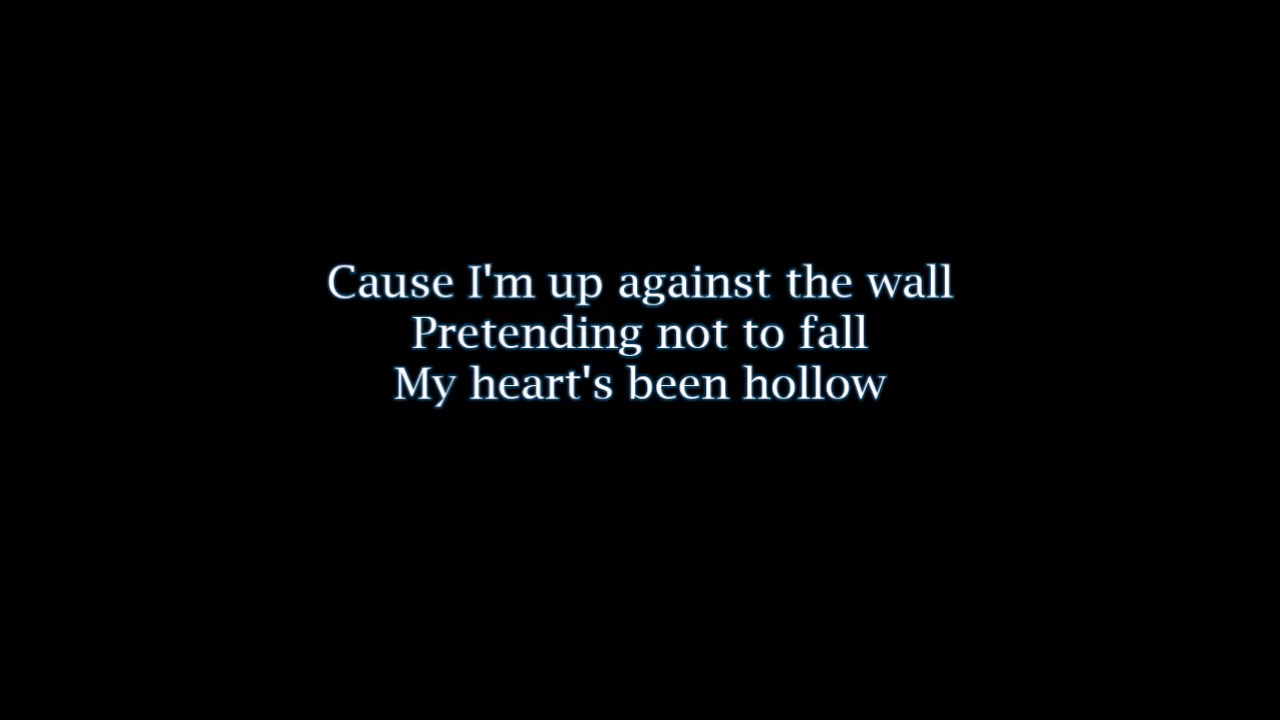 Cause I'm up against the wall
Pretending not to fall
My heart's been hollow